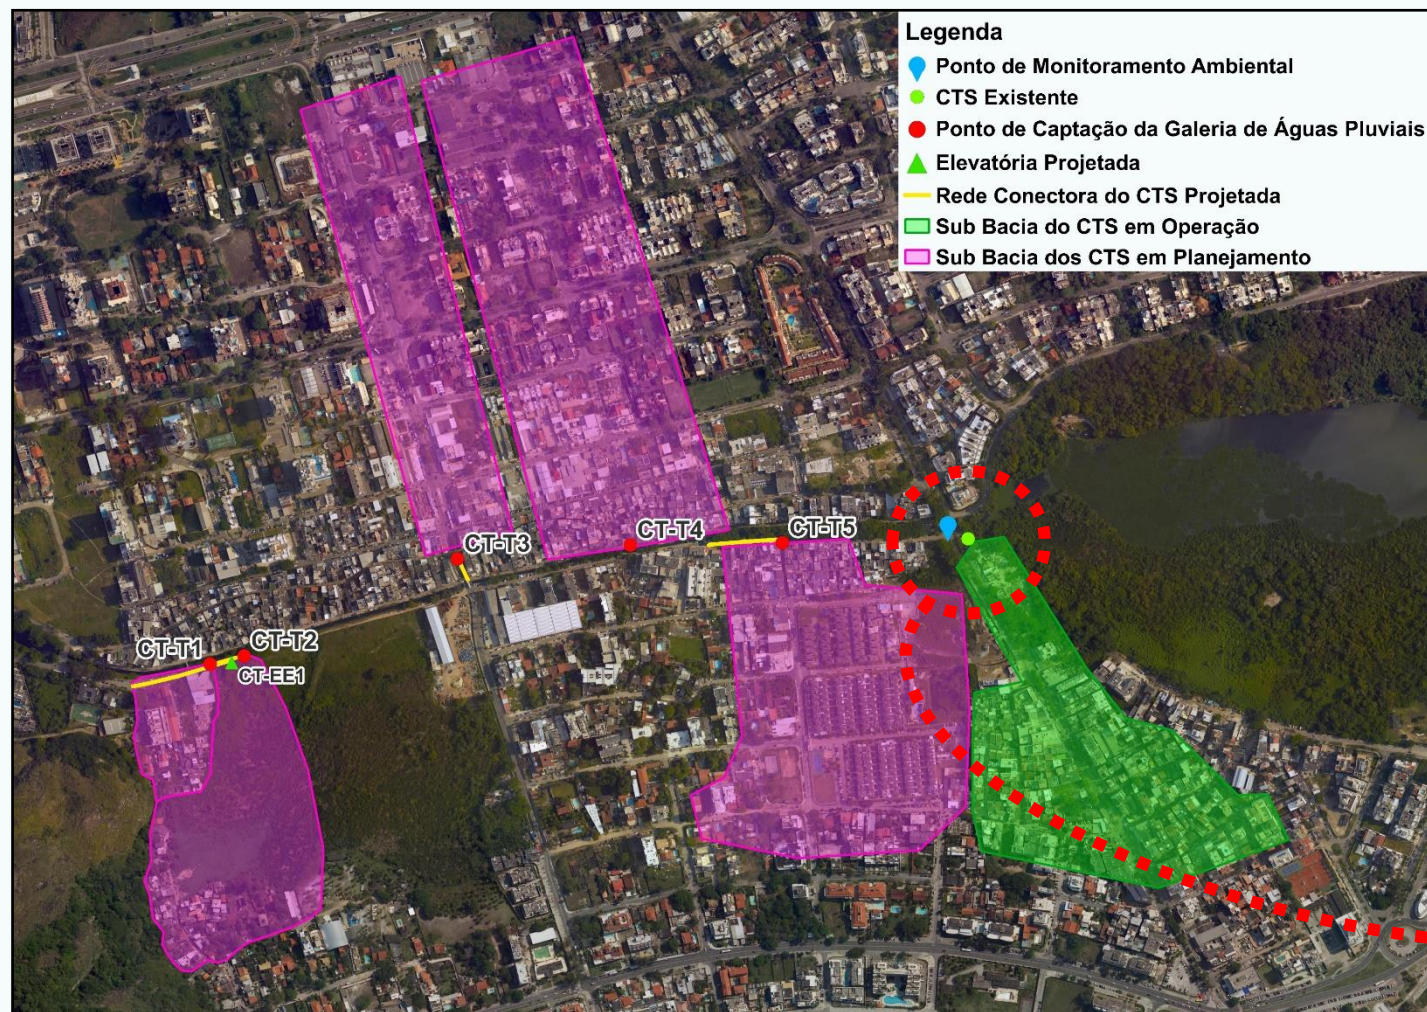 Legenda
Ponto de Monitoramento Ambiental
CTS Existente
Ponto de Captação da Galeria de Águas Pluviais
Elevatória Projetada
Rede Conectora do CTS Projetada
Sub Bacia do CTS em Operação
Sub Bacia dos CTS em Planejamento
CT-T3
CT-T4
CT-T5
CT-T1
CT-T2
CT-EE1